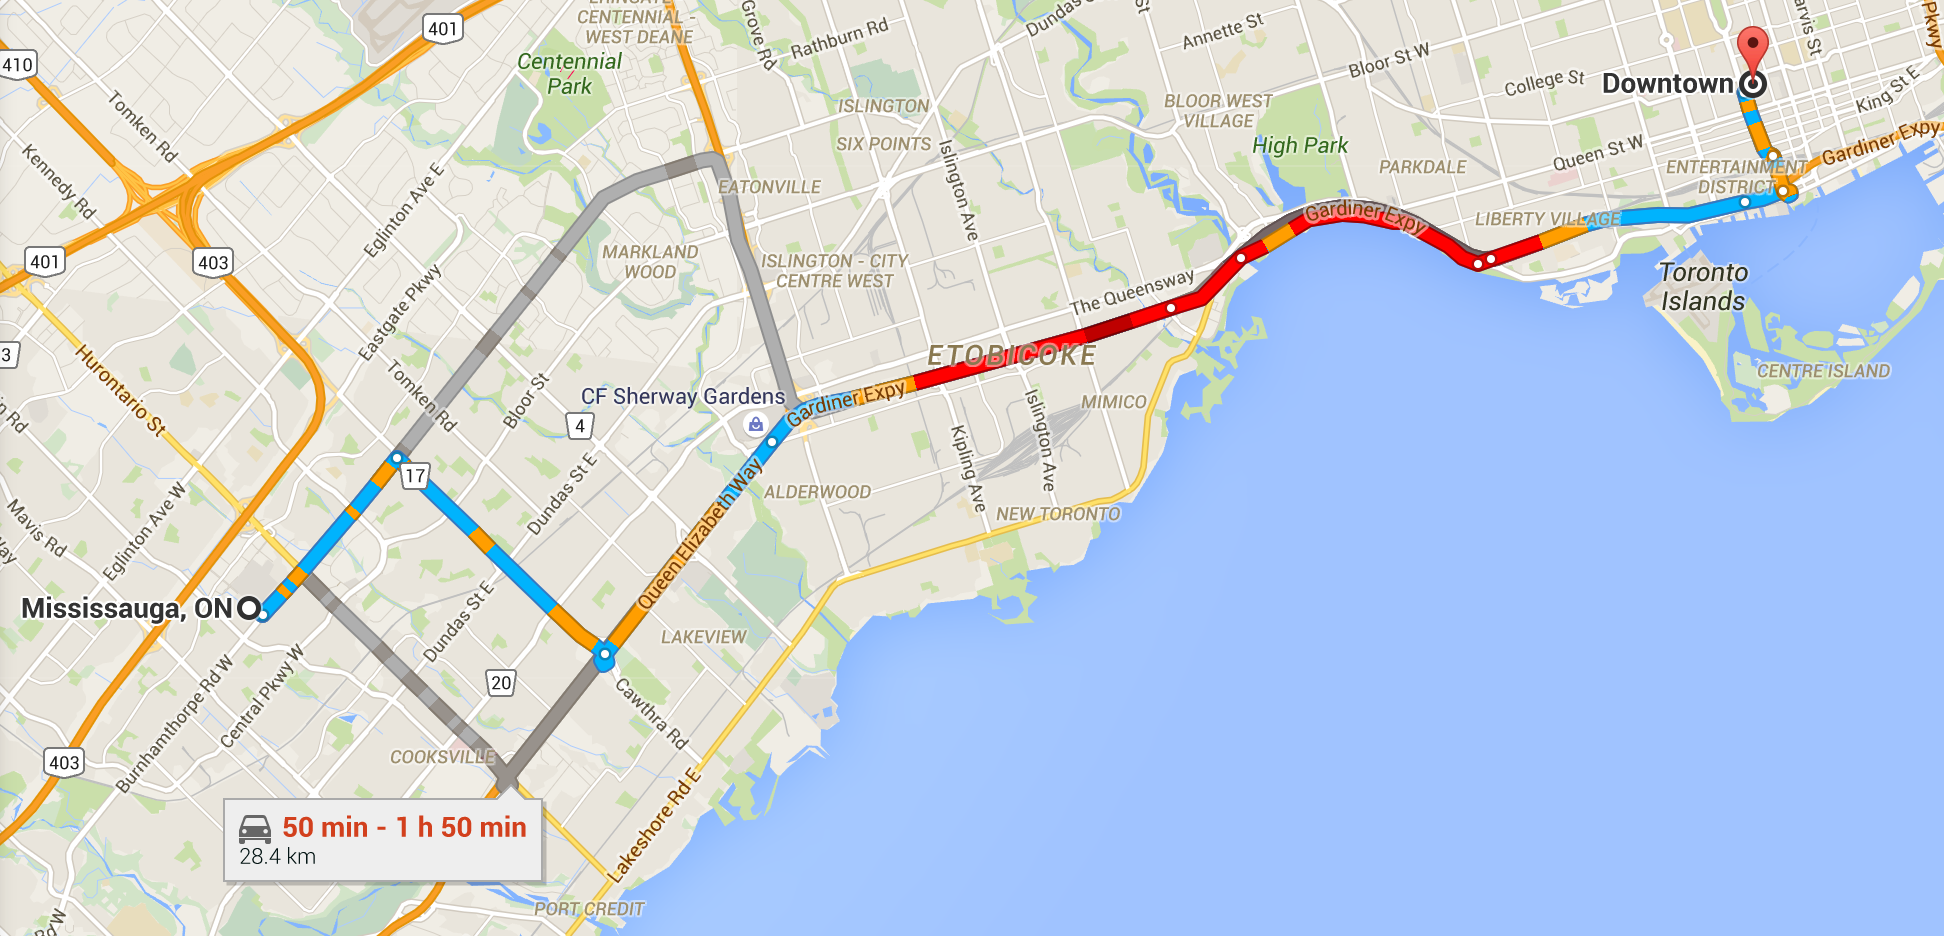 ERINGATE
CENTENNIAL -
WEST DEANE
401
Grove Rd
Rathburn Rd
Dundas St
Annette St
Bloor St W
College St
Jarvis St
Pkwy
410
Centennial
Park
Tomken Rd
ISLINGTON
SIX POINTS
BLOOR WEST
VILLAGE
High Park
PARKDALE
Downtown
King St E
Queen St W
Gardiner Expy
ENTERTAINMENT
DISTRICT
Kennedy Rd
Eglinton Ave E
EATONVILLE
Islington Ave
401
403
MARKLAND
WOOD
ISLINGTON - CITY
CENTRE WEST
The Queensway
Gardiner Expy
LIBERTY VILLAGE
Toronto
Islands
Eastgate Pkwy
3
Hurontario St
Tomken Rd
Bloor St
CF Sherway Gardens
Gardiner Expy
ETOBICOKE
MIMICO
CENTRE ISLAND
4
17
Dundas St E
Queen Elizabeth Way
ALDERWOOD
Kipling Ave
Islington Ave
NEW TORONTO
Mavis Rd
Eglinton Ave W
Mississauga, ON
Dundas St E
LAKEVIEW
Burnhamthorpe Rd W
Central Pkwy W
20
Cawthra Rd
403
COOKSVILLE
Lakeshore Rd E
50 min - 1 h 50 min
28.4 km
PORT CREDIT